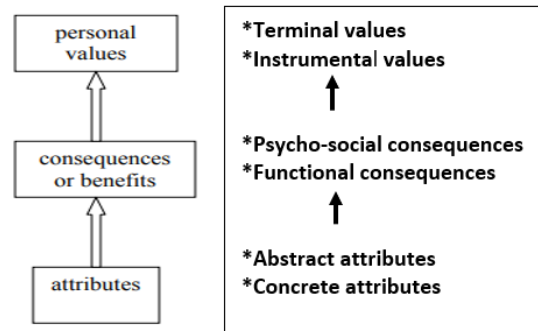 personal
values
consequences
or benefits
attributes
*Terminal values
*Instrumental values
*Psycho-social consequences
*Functional consequences
*Abstract attributes
*Concrete attributes